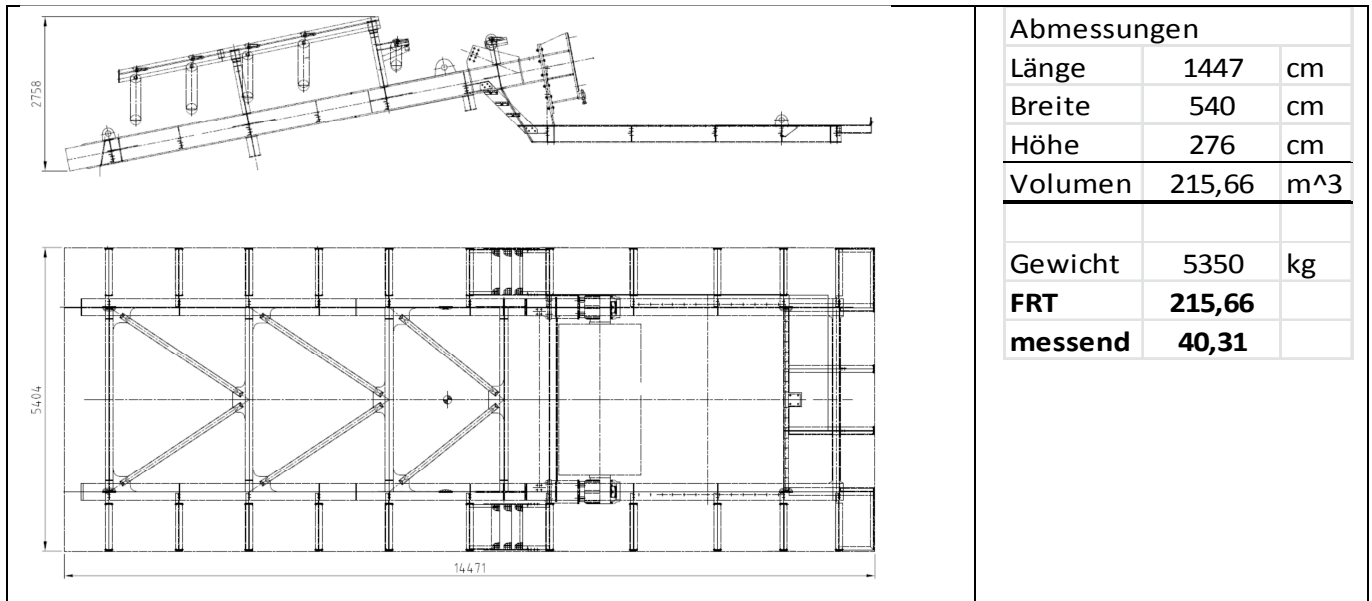 2758
5404
14471
Abmessungen
Länge 1447 cm
Breite 540 cm
Höhe 276 cm
Volumen 215,66 m^3
Gewicht 5350 kg
FRT 215,66
messend 40,31